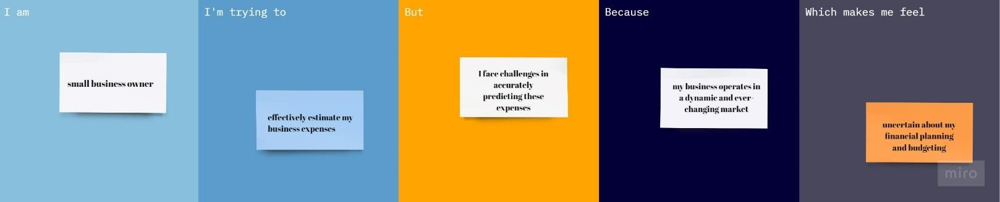 I am
small business owner
I'm trying to
effectively estimate my
business expenses
But
I face challenges in
accurately
predicting these
expenses
Because
my business operates in
a dynamic and ever-
changing market
Which makes me feel
uncertain about my
financial planning
and budgeting
miro